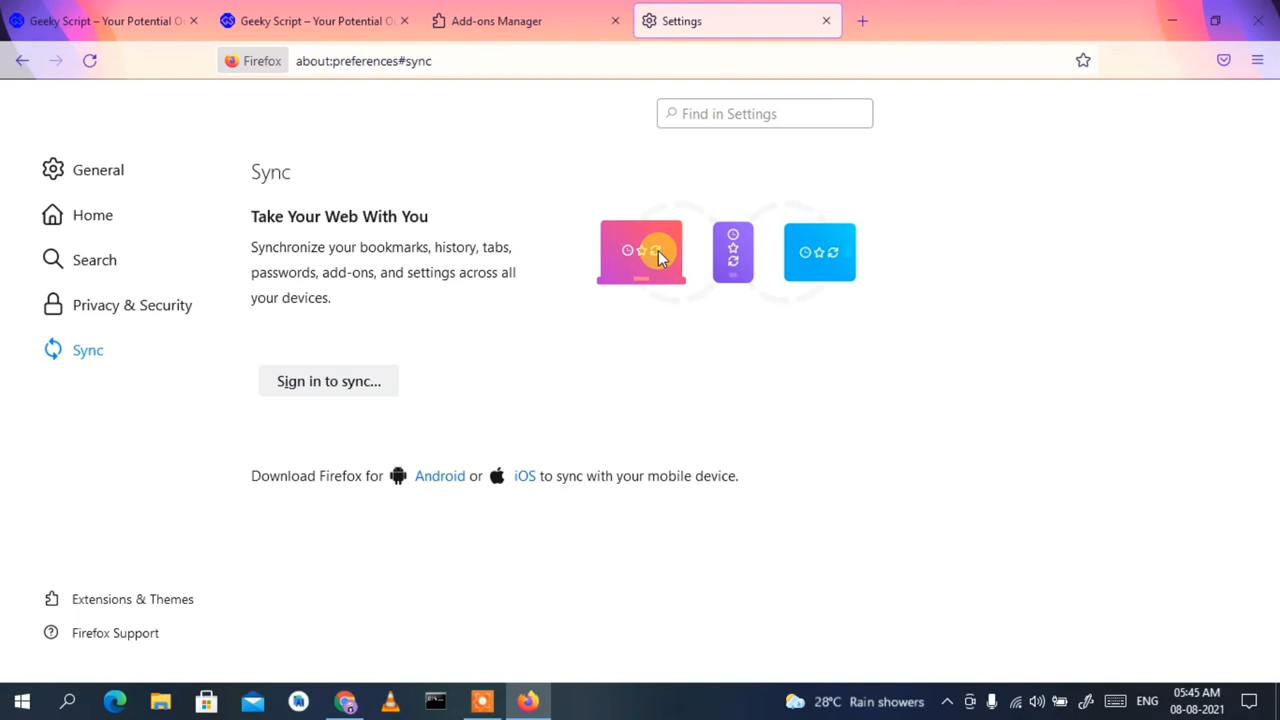 Geeky Script – Your Potential O
Geeky Script – Your Potential O
Add-ons Manager
Settings
Firefox
about:preferences#sync
Find in Settings
General
Home
Search
Privacy & Security
Sync
Extensions & Themes
Firefox Support
Sync
Take Your Web With You
Synchronize your bookmarks, history, tabs,
passwords, add-ons, and settings across all
your devices.
Sign in to sync...
Download Firefox for Android or iOS to sync with your mobile device.
28°C Rain showers
ENG
05:45 AM
08-08-2021